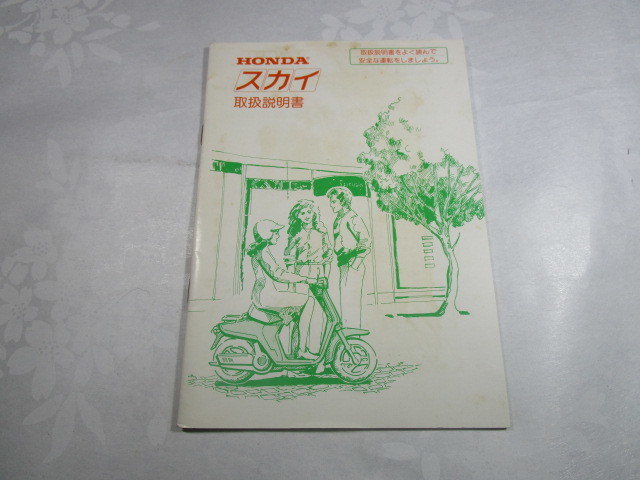 HONDA
スカイ
取扱説明書
取扱説明書をよく読んで
安全な運転をしましょう。